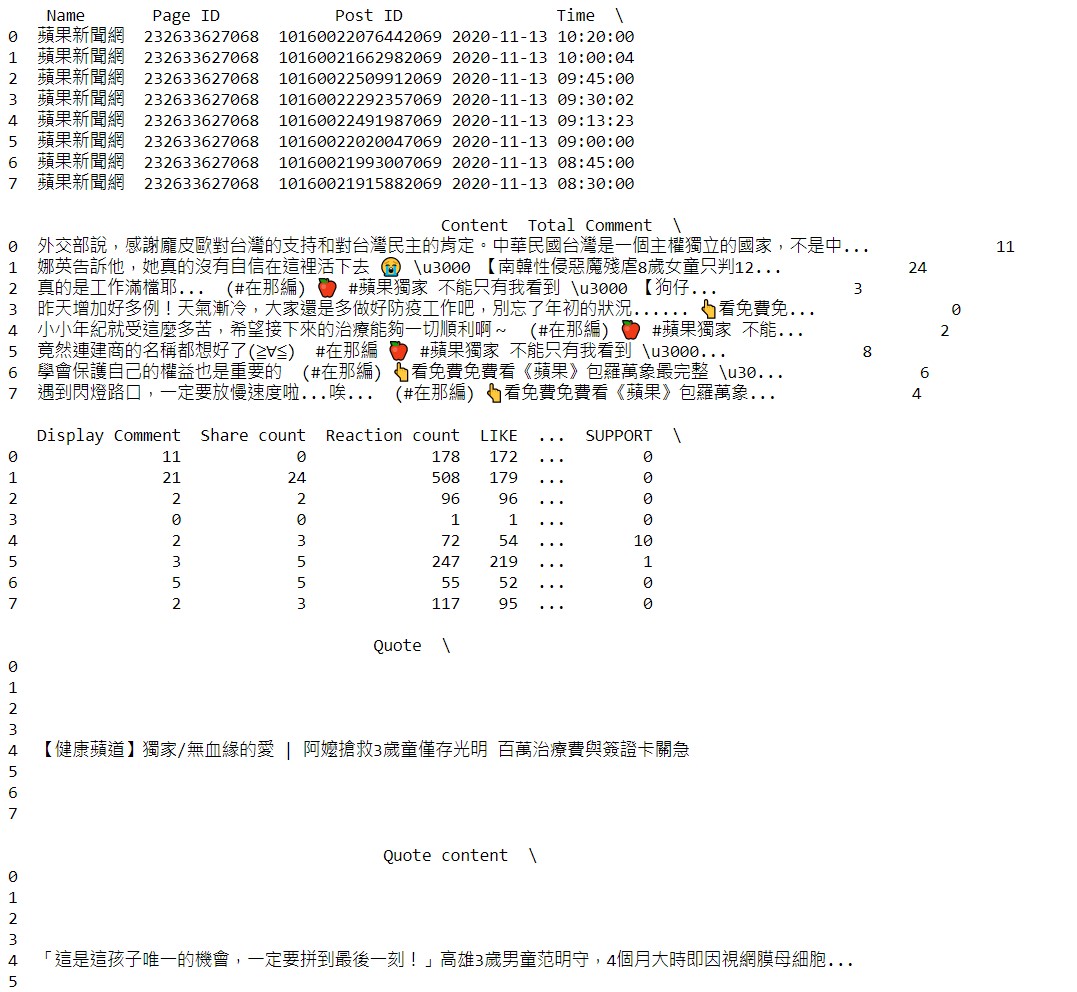 Name Page ID Post ID Time \
0 蘋果新聞網 232633627068 10160022076442069 2020-11-13 10:20:00
1 蘋果新聞網 232633627068 10160021662982069 2020-11-13 10:00:04
2 蘋果新聞網 232633627068 10160022509912069 2020-11-13 09:45:00
3 蘋果新聞網 232633627068 10160022292357069 2020-11-13 09:30:02
4 蘋果新聞網 232633627068 10160022491987069 2020-11-13 09:13:23
5 蘋果新聞網 232633627068 10160022020047069 2020-11-13 09:00:00
6 蘋果新聞網 232633627068 10160021993007069 2020-11-13 08:45:00
7 蘋果新聞網 232633627068 10160021915882069 2020-11-13 08:30:00
Content Total Comment \
0 外交部說，感謝龐皮歐對台灣的支持和對台灣民主的肯定。中華民國台灣是一個主權獨立的國家，不是中... 11
1 娜英告訴他，她真的沒有自信在這裡活下去 😭 \u3000 【南韓性侵惡魔殘虐8歲女童只判12... 24
2 真的是工作滿檔耶... (#在那編) 🍎 #蘋果獨家 不能只有我看到 \u3000 【狗仔... 3
3 昨天增加好多例！天氣漸冷，大家還是多做好防疫工作吧，別忘了年初的狀況...... 👆看免費免... 0
4 小小年紀就受這麼多苦，希望接下來的治療能夠一切順利啊～ (#在那編) 🍎 #蘋果獨家 不能... 2
5 竟然連建商的名稱都想好了(≧∀≦) #在那編 🍎 #蘋果獨家 不能只有我看到 \u3000... 8
6 學會保護自己的權益也是重要的 (#在那編) 👆看免費免費看《蘋果》包羅萬象最完整 \u30... 6
7 遇到閃燈路口，一定要放慢速度啦...唉... (#在那編) 👆看免費免費看《蘋果》包羅萬象... 4
Display Comment Share count Reaction count LIKE ... SUPPORT \
0 11 0 178 172 ... 0
1 21 24 508 179 ... 0
2 2 2 96 96 ... 0
3 0 0 1 1 ... 0
4 2 3 72 54 ... 10
5 3 5 247 219 ... 1
6 5 5 55 52 ... 0
7 2 3 117 95 ... 0
Quote \
0
1
2
3
4 【健康蘋道】獨家/無血緣的愛 | 阿嬤搶救3歲童僅存光明 百萬治療費與簽證卡關急
5
6
7
Quote content \
0
1
2
3
4 「這是這孩子唯一的機會，一定要拼到最後一刻！」高雄3歲男童范明守，4個月大時即因視網膜母細胞...
5